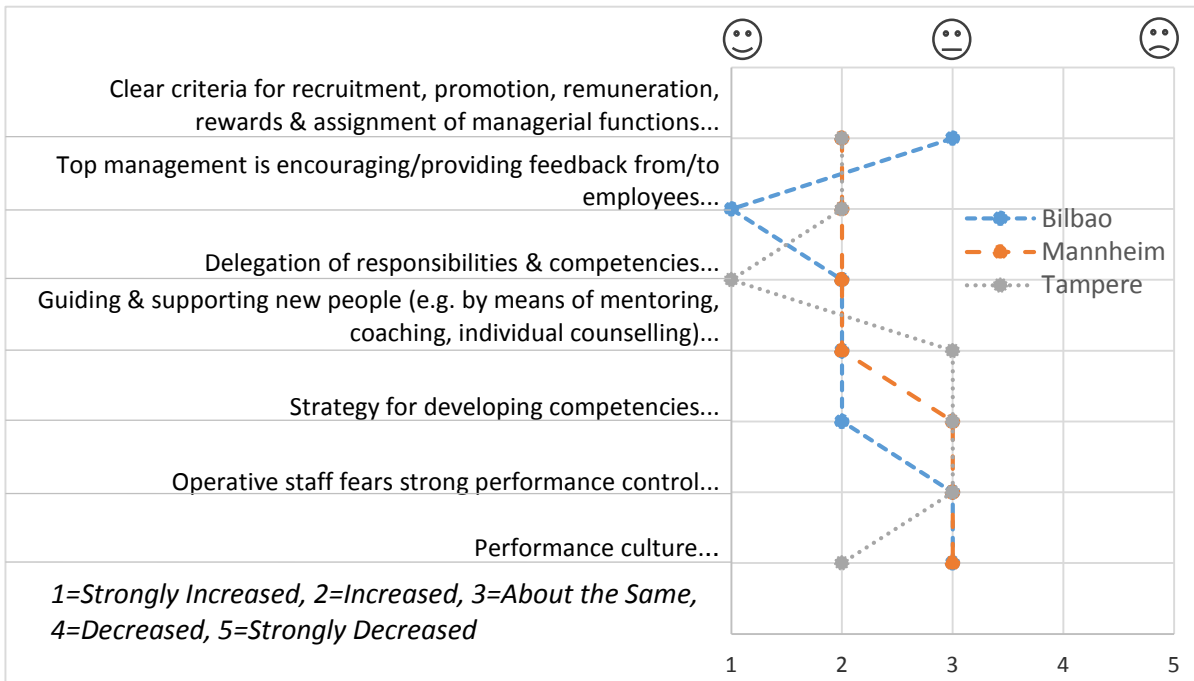 Clear criteria for recruitment, promotion, remuneration,
rewards & assignment of managerial functions...
Top management is encouraging/providing feedback from/to
employees...
Delegation of responsibilities & competencies...
Guiding & supporting new people (e.g. by means of mentoring,
coaching, individual counselling)...
Strategy for developing competencies...
Operative staff fears strong performance control...
Performance culture...
Bilbao
Mannheim
Tampere
1=Strongly Increased, 2=Increased, 3=About the Same,
4=Decreased, 5=Strongly Decreased
1 2 3 4 5